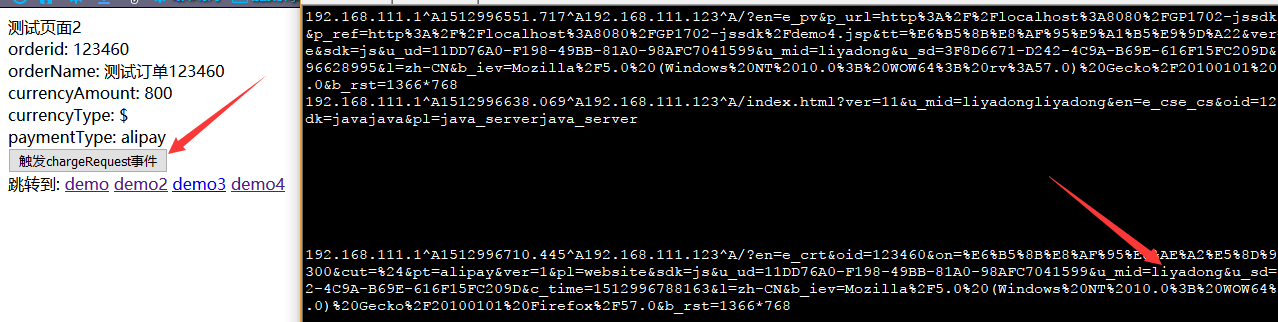 测试页面2
orderid: 123460
orderName: 测试订单123460
currencyAmount: 800
currencyType: $
paymentType: alipay
触发chargeRequest事件
跳转到: demo demo2 demo3 demo4
192.168.111.1^A1512996551.717^A192.168.111.123^A/?en=e_pv&p_url=http%3A%2F%2Flocalhost%3A8080%2FGP1702-jssdk
&p_ref=http%3A%2F%2Flocalhost%3A8080%2FGP1702-jssdk%2Fdemo4.jsp&tt=%E6%B5%8B%E8%AF%95%E9%A1%B5%E9%9D%A22&ver
e&sdk=js&u_ud=11DD76A0-F198-49BB-81A0-98AFC7041599&u_mid=liyadong&u_sd=3F8D6671-D242-4C9A-B69E-616F15FC209D&
96628995&l=zh-CN&b_iev=Mozilla%2F5.0%20(Windows%20NT%2010.0%3B%20WOW64%3B%20rv%3A57.0)%20Gecko%2F20100101%20
.0&b_rst=1366*768
192.168.111.1^A1512996638.069^A192.168.111.123^A/index.html?ver=11&u_mid=liyadongliyadong&en=e_cse_cs&oid=12
dk=javajava&pl=java_serverjava_server
192.168.111.1^A1512996710.445^A192.168.111.123^A/?en=e_crt&oid=123460&on=%E6%B5%8B%E8%AF%95%E AE%A2%E5%8D%9
300&cut=%24&pt=alipay&ver=1&pl=website&sdk=js&u_ud=11DD76A0-F198-49BB-81A0-98AFC7041599&u_mid=liyadong&u_sd=
2-4C9A-B69E-616F15FC209D&c_time=1512996788163&l=zh-CN&b_iev=Mozilla%2F5.0%20(Windows%20NT%2010.0%3B%20WOW64%
.0)%20Gecko%2F20100101%20Firefox%2F57.0&b_rst=1366*768